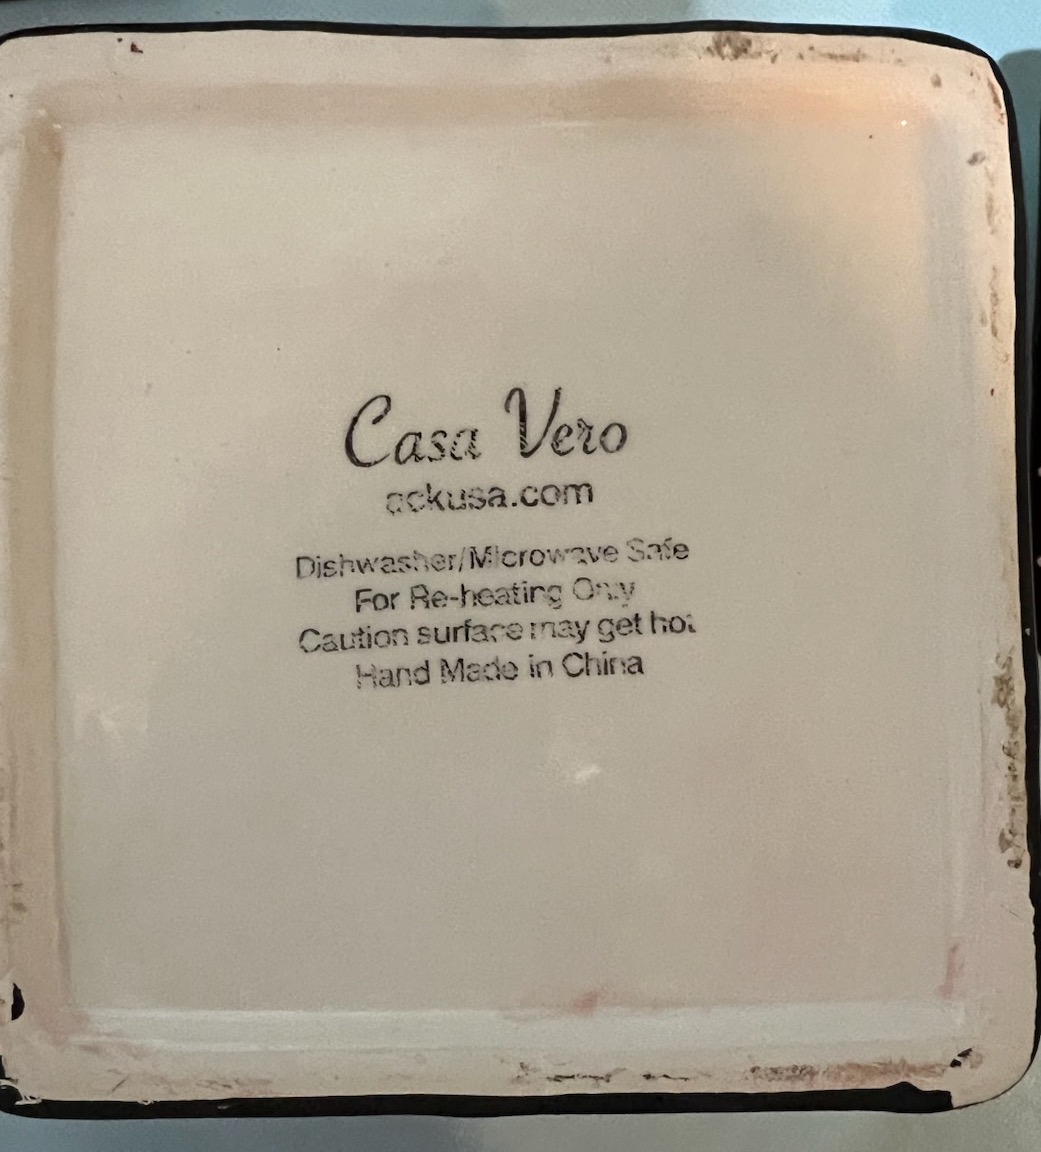 Casa Vero
ackusa.com
Dishwasher/Microwave Safe
For Re-heating Only
Caution surface may get hot
Hand Made in China